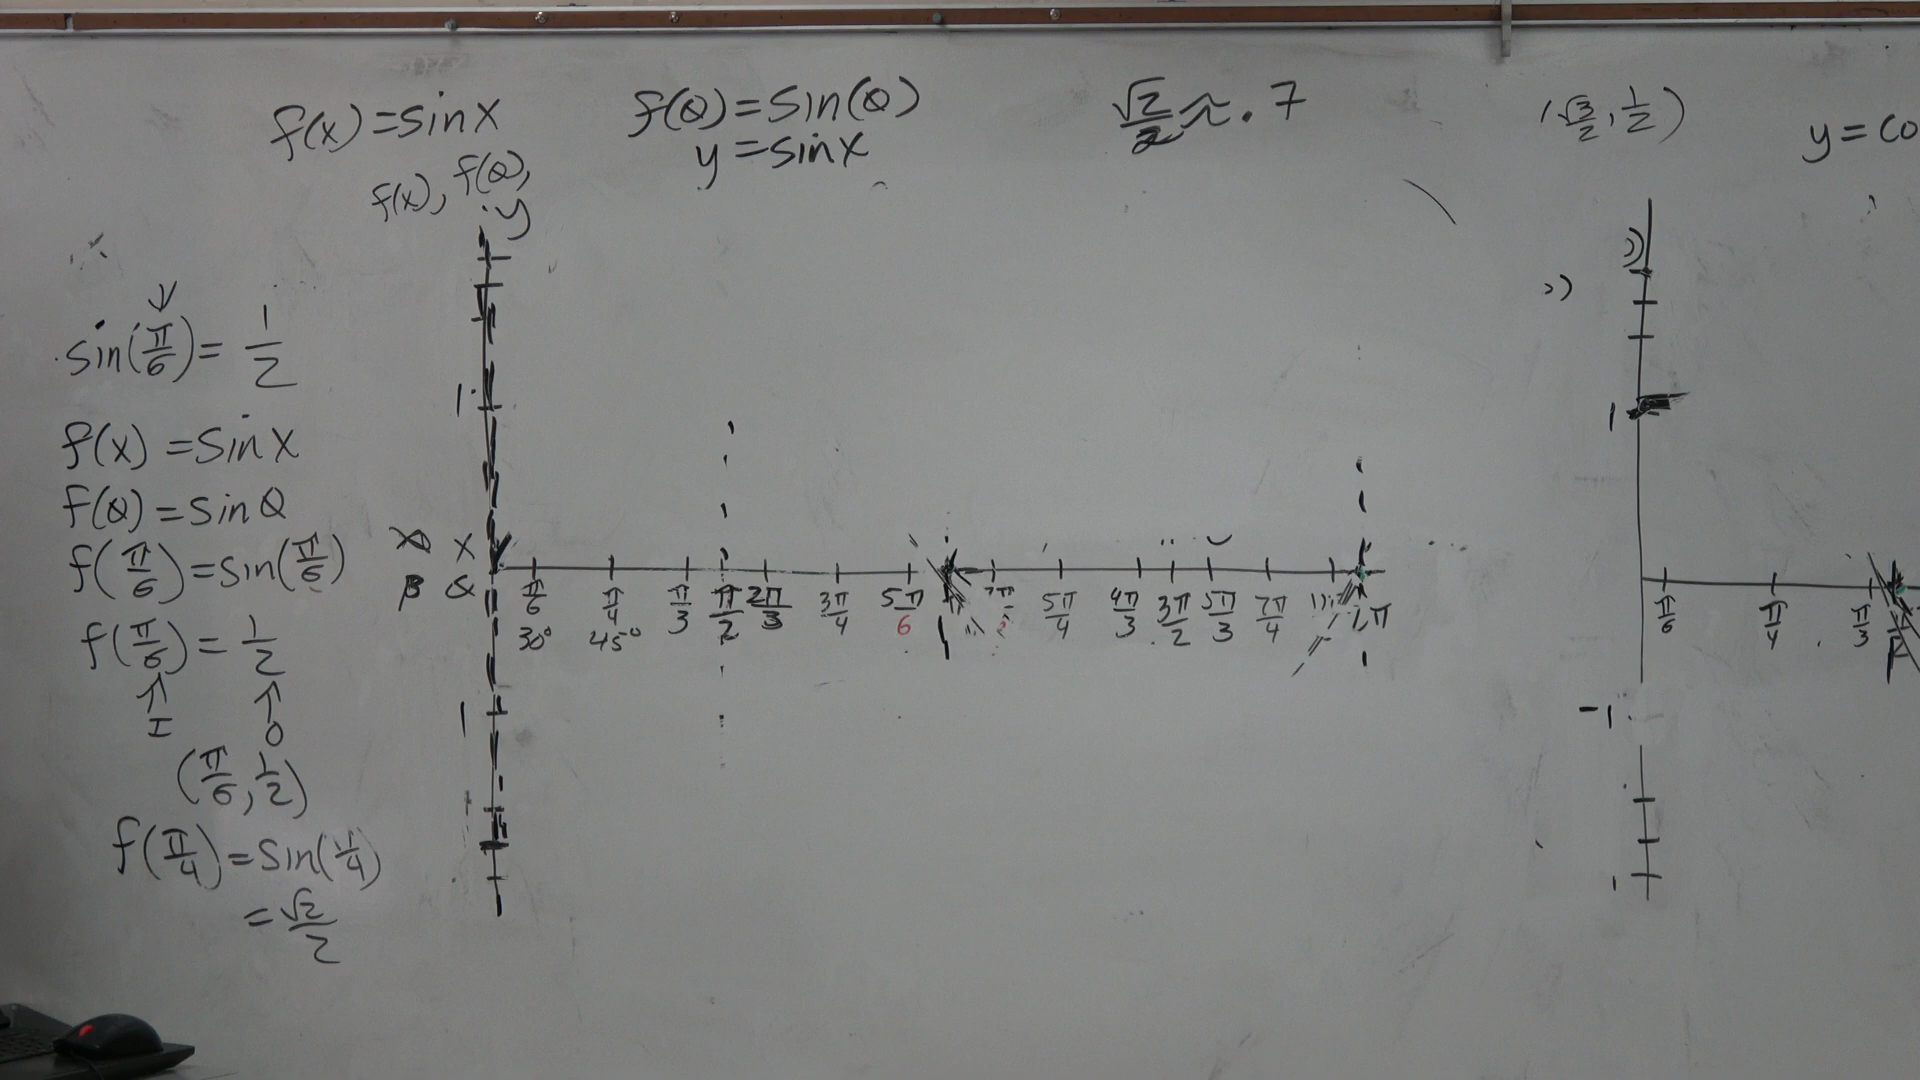 f(x) = sin x
f(θ) = sin(θ)
y = sin x
√2/2 ≈ .7
(√3/2, 1/2)
y = co
f(x), f(θ),
y
sin(π/6) = 1/2
f(x) = sin x
f(θ) = sin θ
f(π/6) = sin(π/6)
f(π/6) = 1/2
↑ ↑
I O
(π/6, 1/2)
f(π/4) = sin(π/4)
= √2/2
1
x
β θ
π/6 π/4 π/3 π/2 2π/3 3π/4 5π/6 π 5π/4 4π/3 3π/2 5π/3 7π/4 2π
30° 45°
1
1
π/6 π/4 π/3
-1